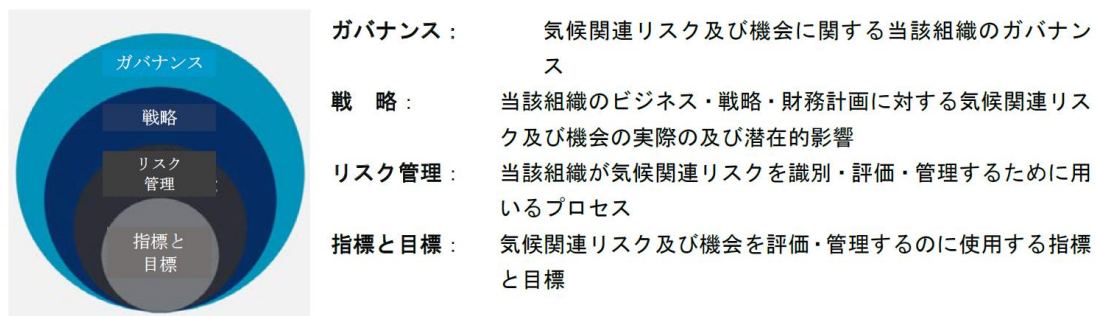 ガバナンス
戦略
リスク
管理
指標と
目標
ガバナンス： 気候関連リスク及び機会に関する当該組織のガバナン
ス
戦　略： 当該組織のビジネス・戦略・財務計画に対する気候関連リス
ク及び機会の実際の及び潜在的影響
リスク管理： 当該組織が気候関連リスクを識別・評価・管理するために用
いるプロセス
指標と目標： 気候関連リスク及び機会を評価・管理するのに使用する指標
と目標